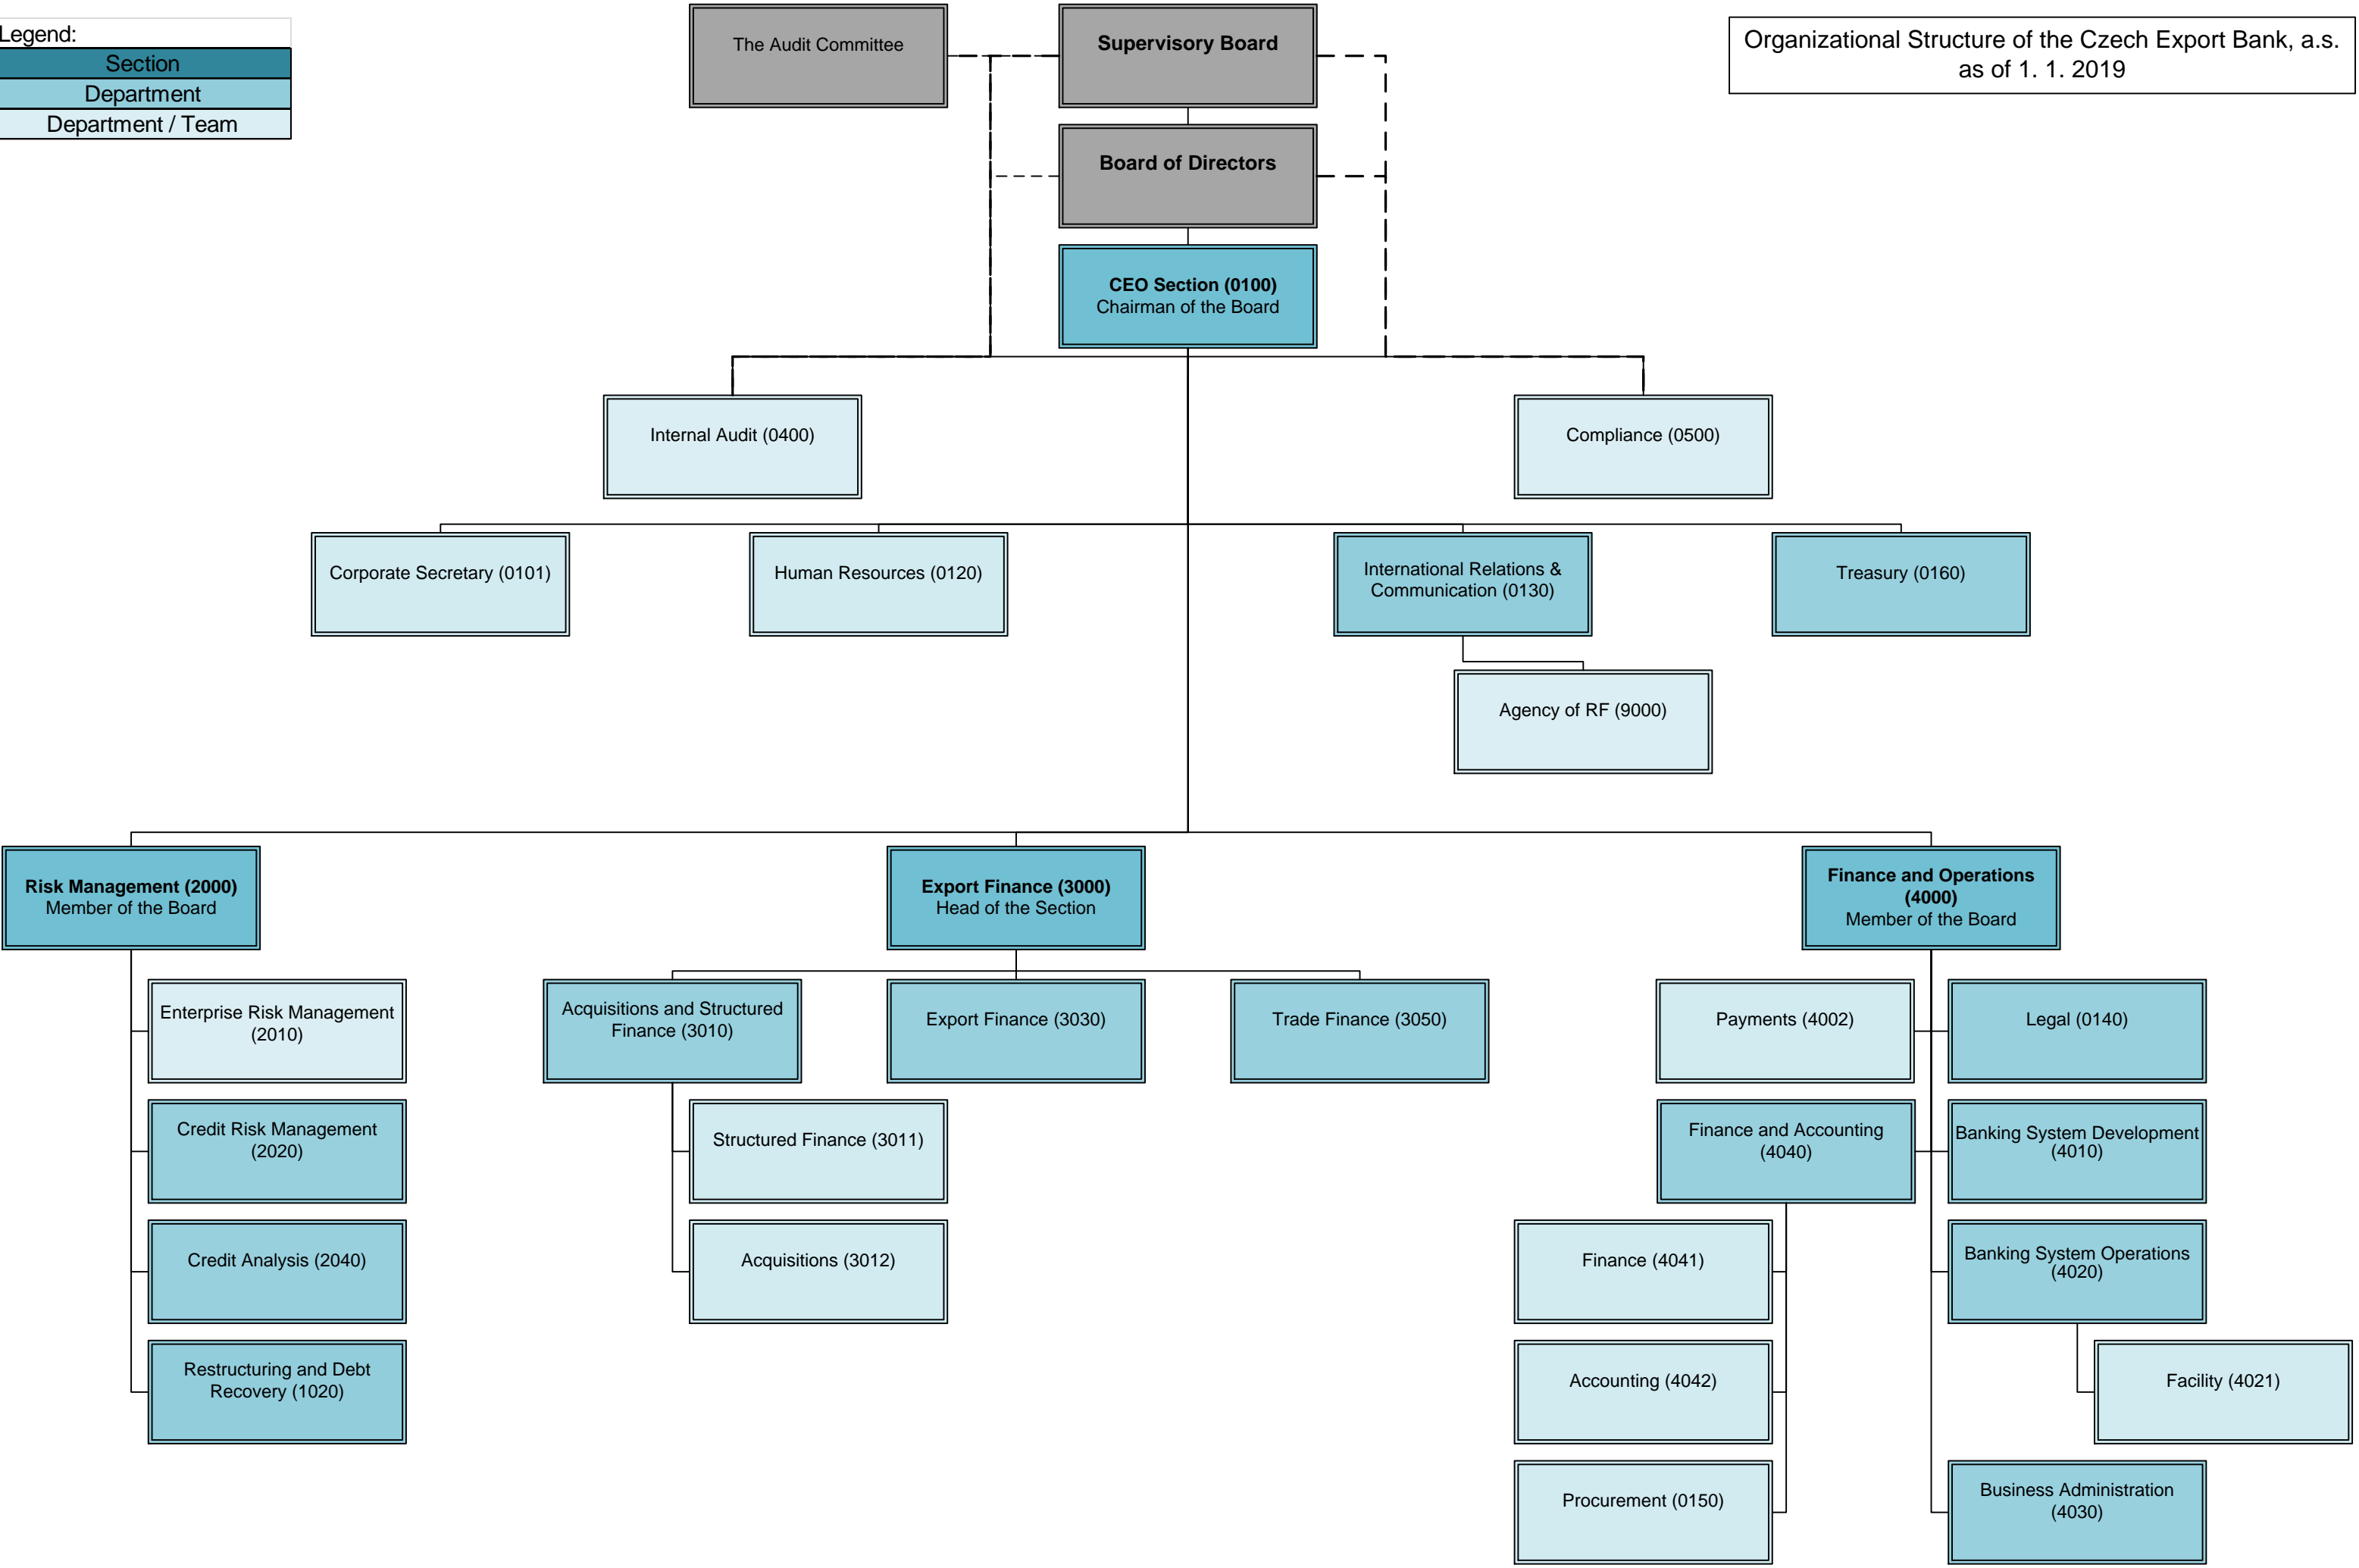 Legend:
Section
Department
Department / Team
The Audit Committee
Supervisory Board
Organizational Structure of the Czech Export Bank, a.s.
as of 1. 1. 2019
Board of Directors
CEO Section (0100)
Chairman of the Board
Internal Audit (0400)
Compliance (0500)
Corporate Secretary (0101)
Human Resources (0120)
International Relations &
Communication (0130)
Treasury (0160)
Agency of RF (9000)
Risk Management (2000)
Member of the Board
Export Finance (3000)
Head of the Section
Finance and Operations
(4000)
Member of the Board
Enterprise Risk Management
(2010)
Credit Risk Management
(2020)
Credit Analysis (2040)
Restructuring and Debt
Recovery (1020)
Acquisitions and Structured
Finance (3010)
Export Finance (3030)
Trade Finance (3050)
Structured Finance (3011)
Acquisitions (3012)
Payments (4002)
Legal (0140)
Finance and Accounting
(4040)
Banking System Development
(4010)
Finance (4041)
Banking System Operations
(4020)
Accounting (4042)
Facility (4021)
Procurement (0150)
Business Administration
(4030)